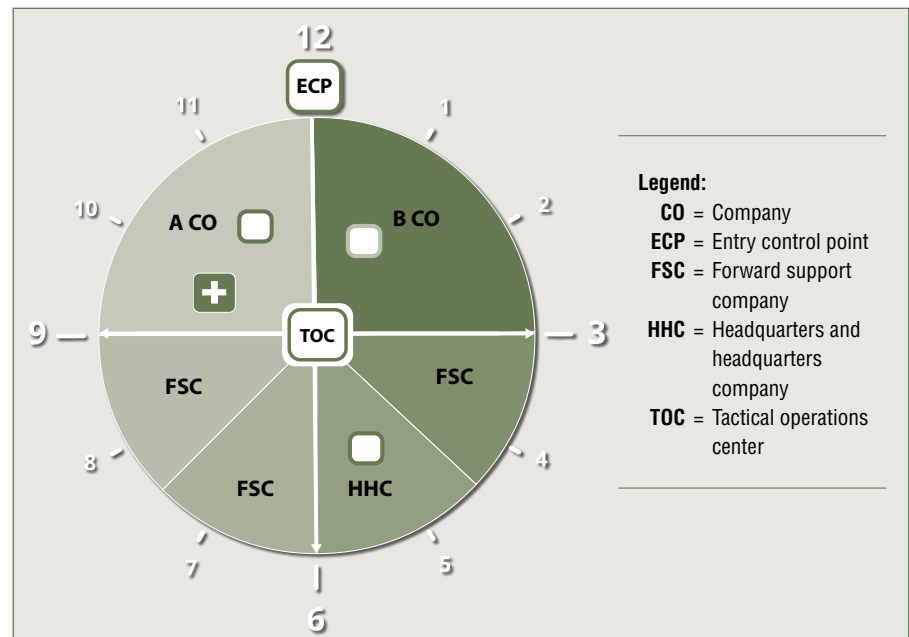 12
ECP
11
1
10
2
A CO
B CO
9
TOC
3
FSC
FSC
8
4
FSC
HHC
7
5
6
Legend:
CO = Company
ECP = Entry control point
FSC = Forward support
company
HHC = Headquarters and
headquarters
company
TOC = Tactical operations
center